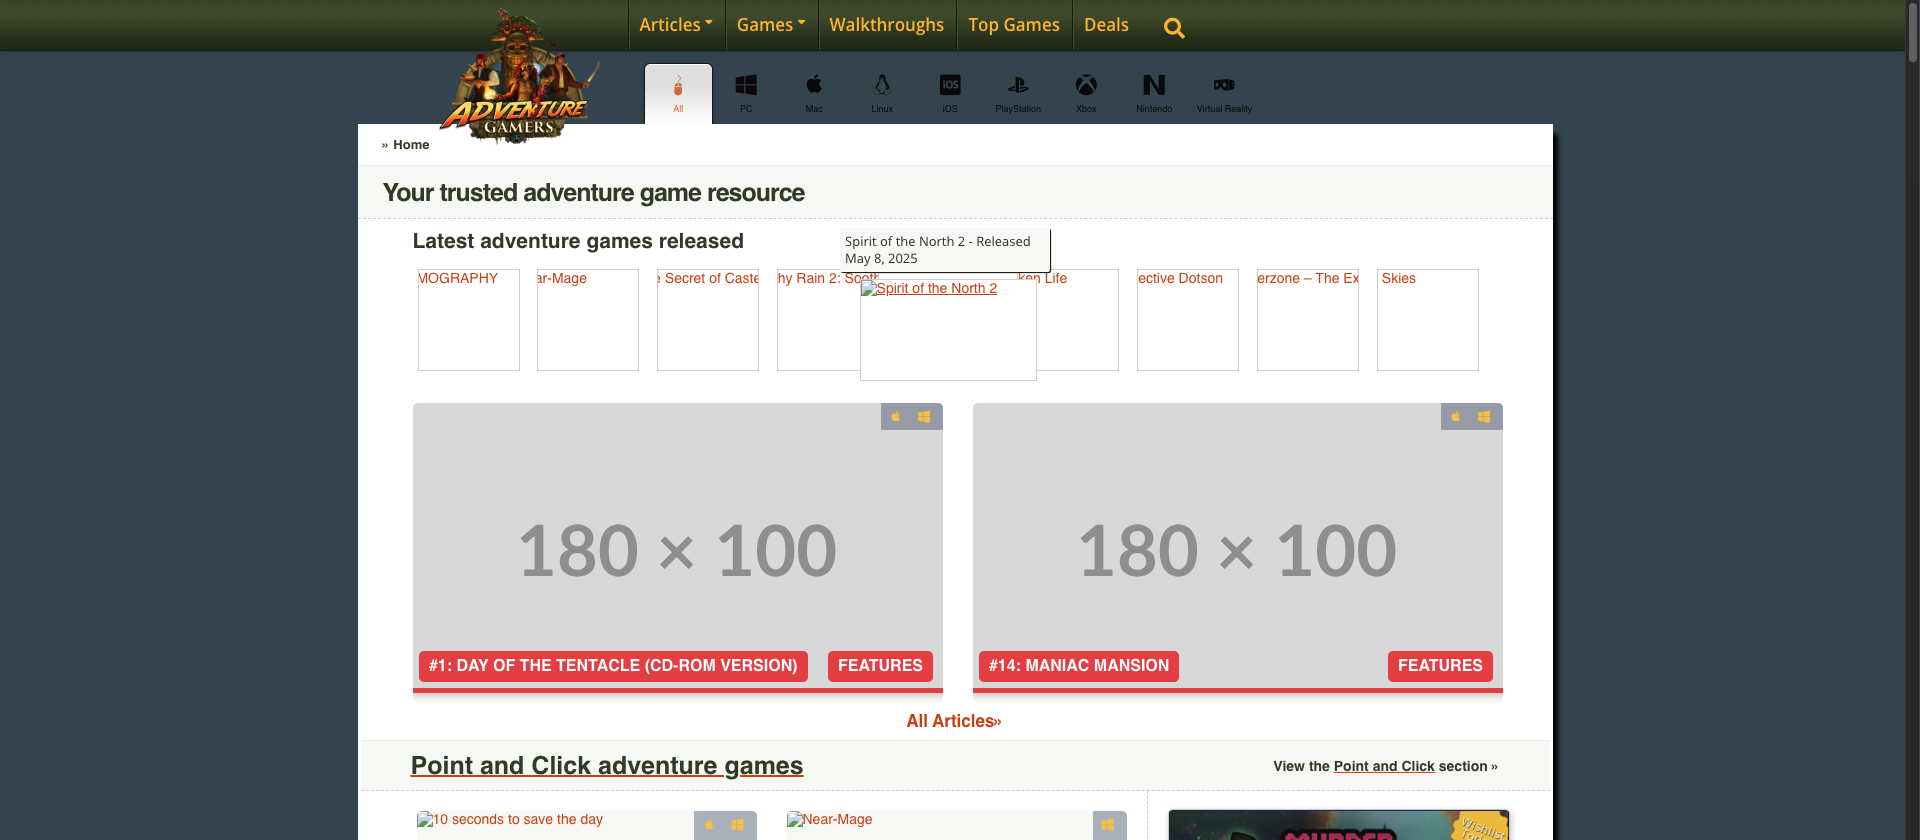 Articles Games Walkthroughs Top Games Deals
ADVENTURE
GAMERS
All PC Mac Linux iOS PlayStation Xbox Nintendo Virtual Reality
» Home
Your trusted adventure game resource
Latest adventure games released
Spirit of the North 2 - Released
May 8, 2025
MOGRAPHY
ar-Mage
e Secret of Caste
hy Rain 2: Sooth
Spirit of the North 2
ken Life
ective Dotson
erzone – The Ex
Skies
180 × 100
#1: DAY OF THE TENTACLE (CD-ROM VERSION) FEATURES
180 × 100
#14: MANIAC MANSION FEATURES
All Articles»
Point and Click adventure games
View the Point and Click section »
10 seconds to save the day
Near-Mage
MURDER
Wishlist